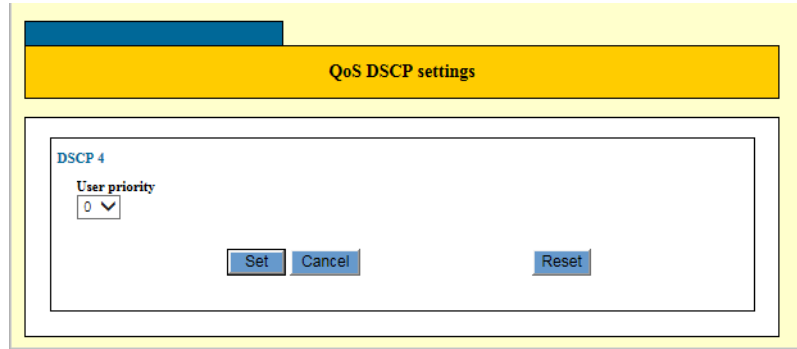 QoS DSCP settings
DSCP 4
User priority
0
Set Cancel Reset